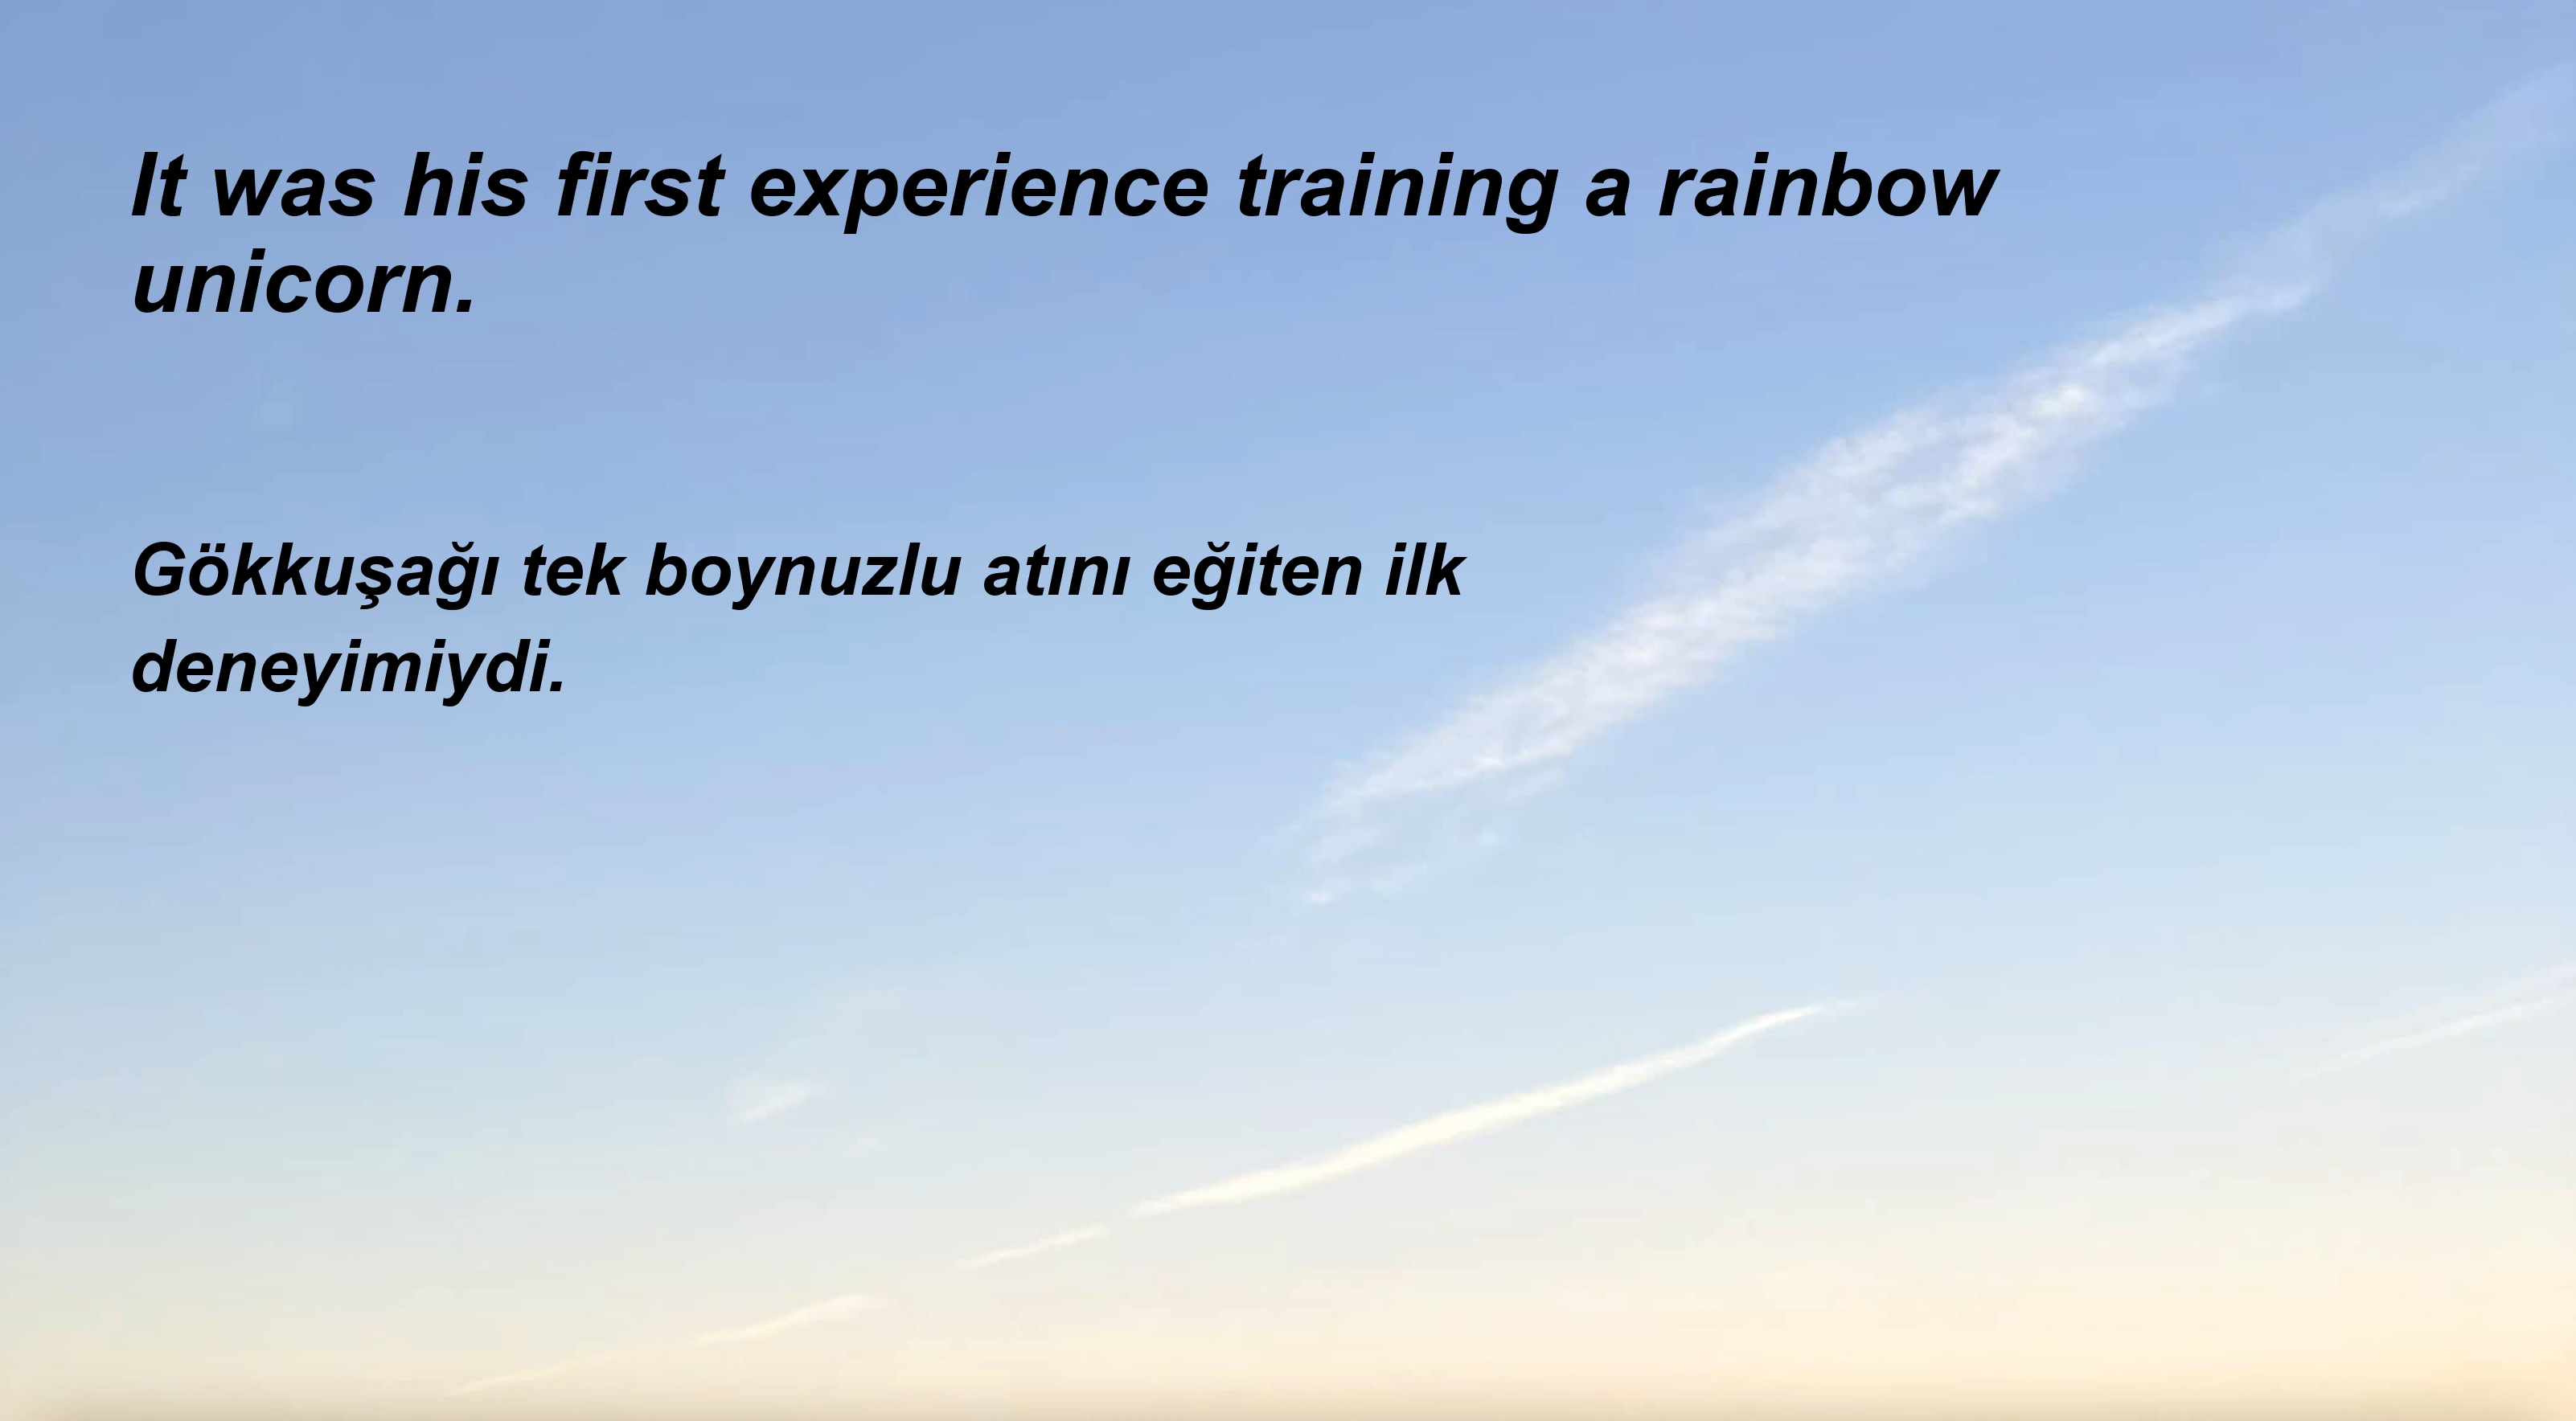 It was his first experience training a rainbow
unicorn.
Gökkuşağı tek boynuzlu atını eğiten ilk
deneyimiydi.